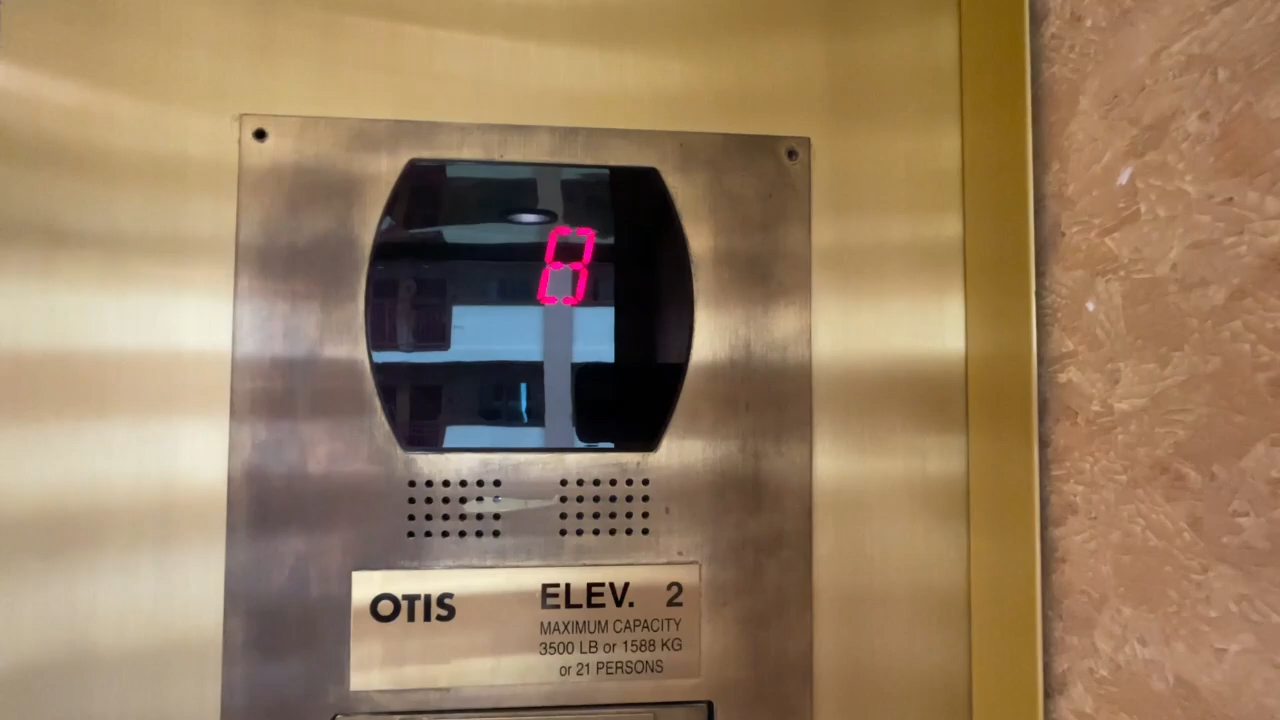 8
OTIS
ELEV. 2
MAXIMUM CAPACITY
3500 LB or 1588 KG
or 21 PERSONS